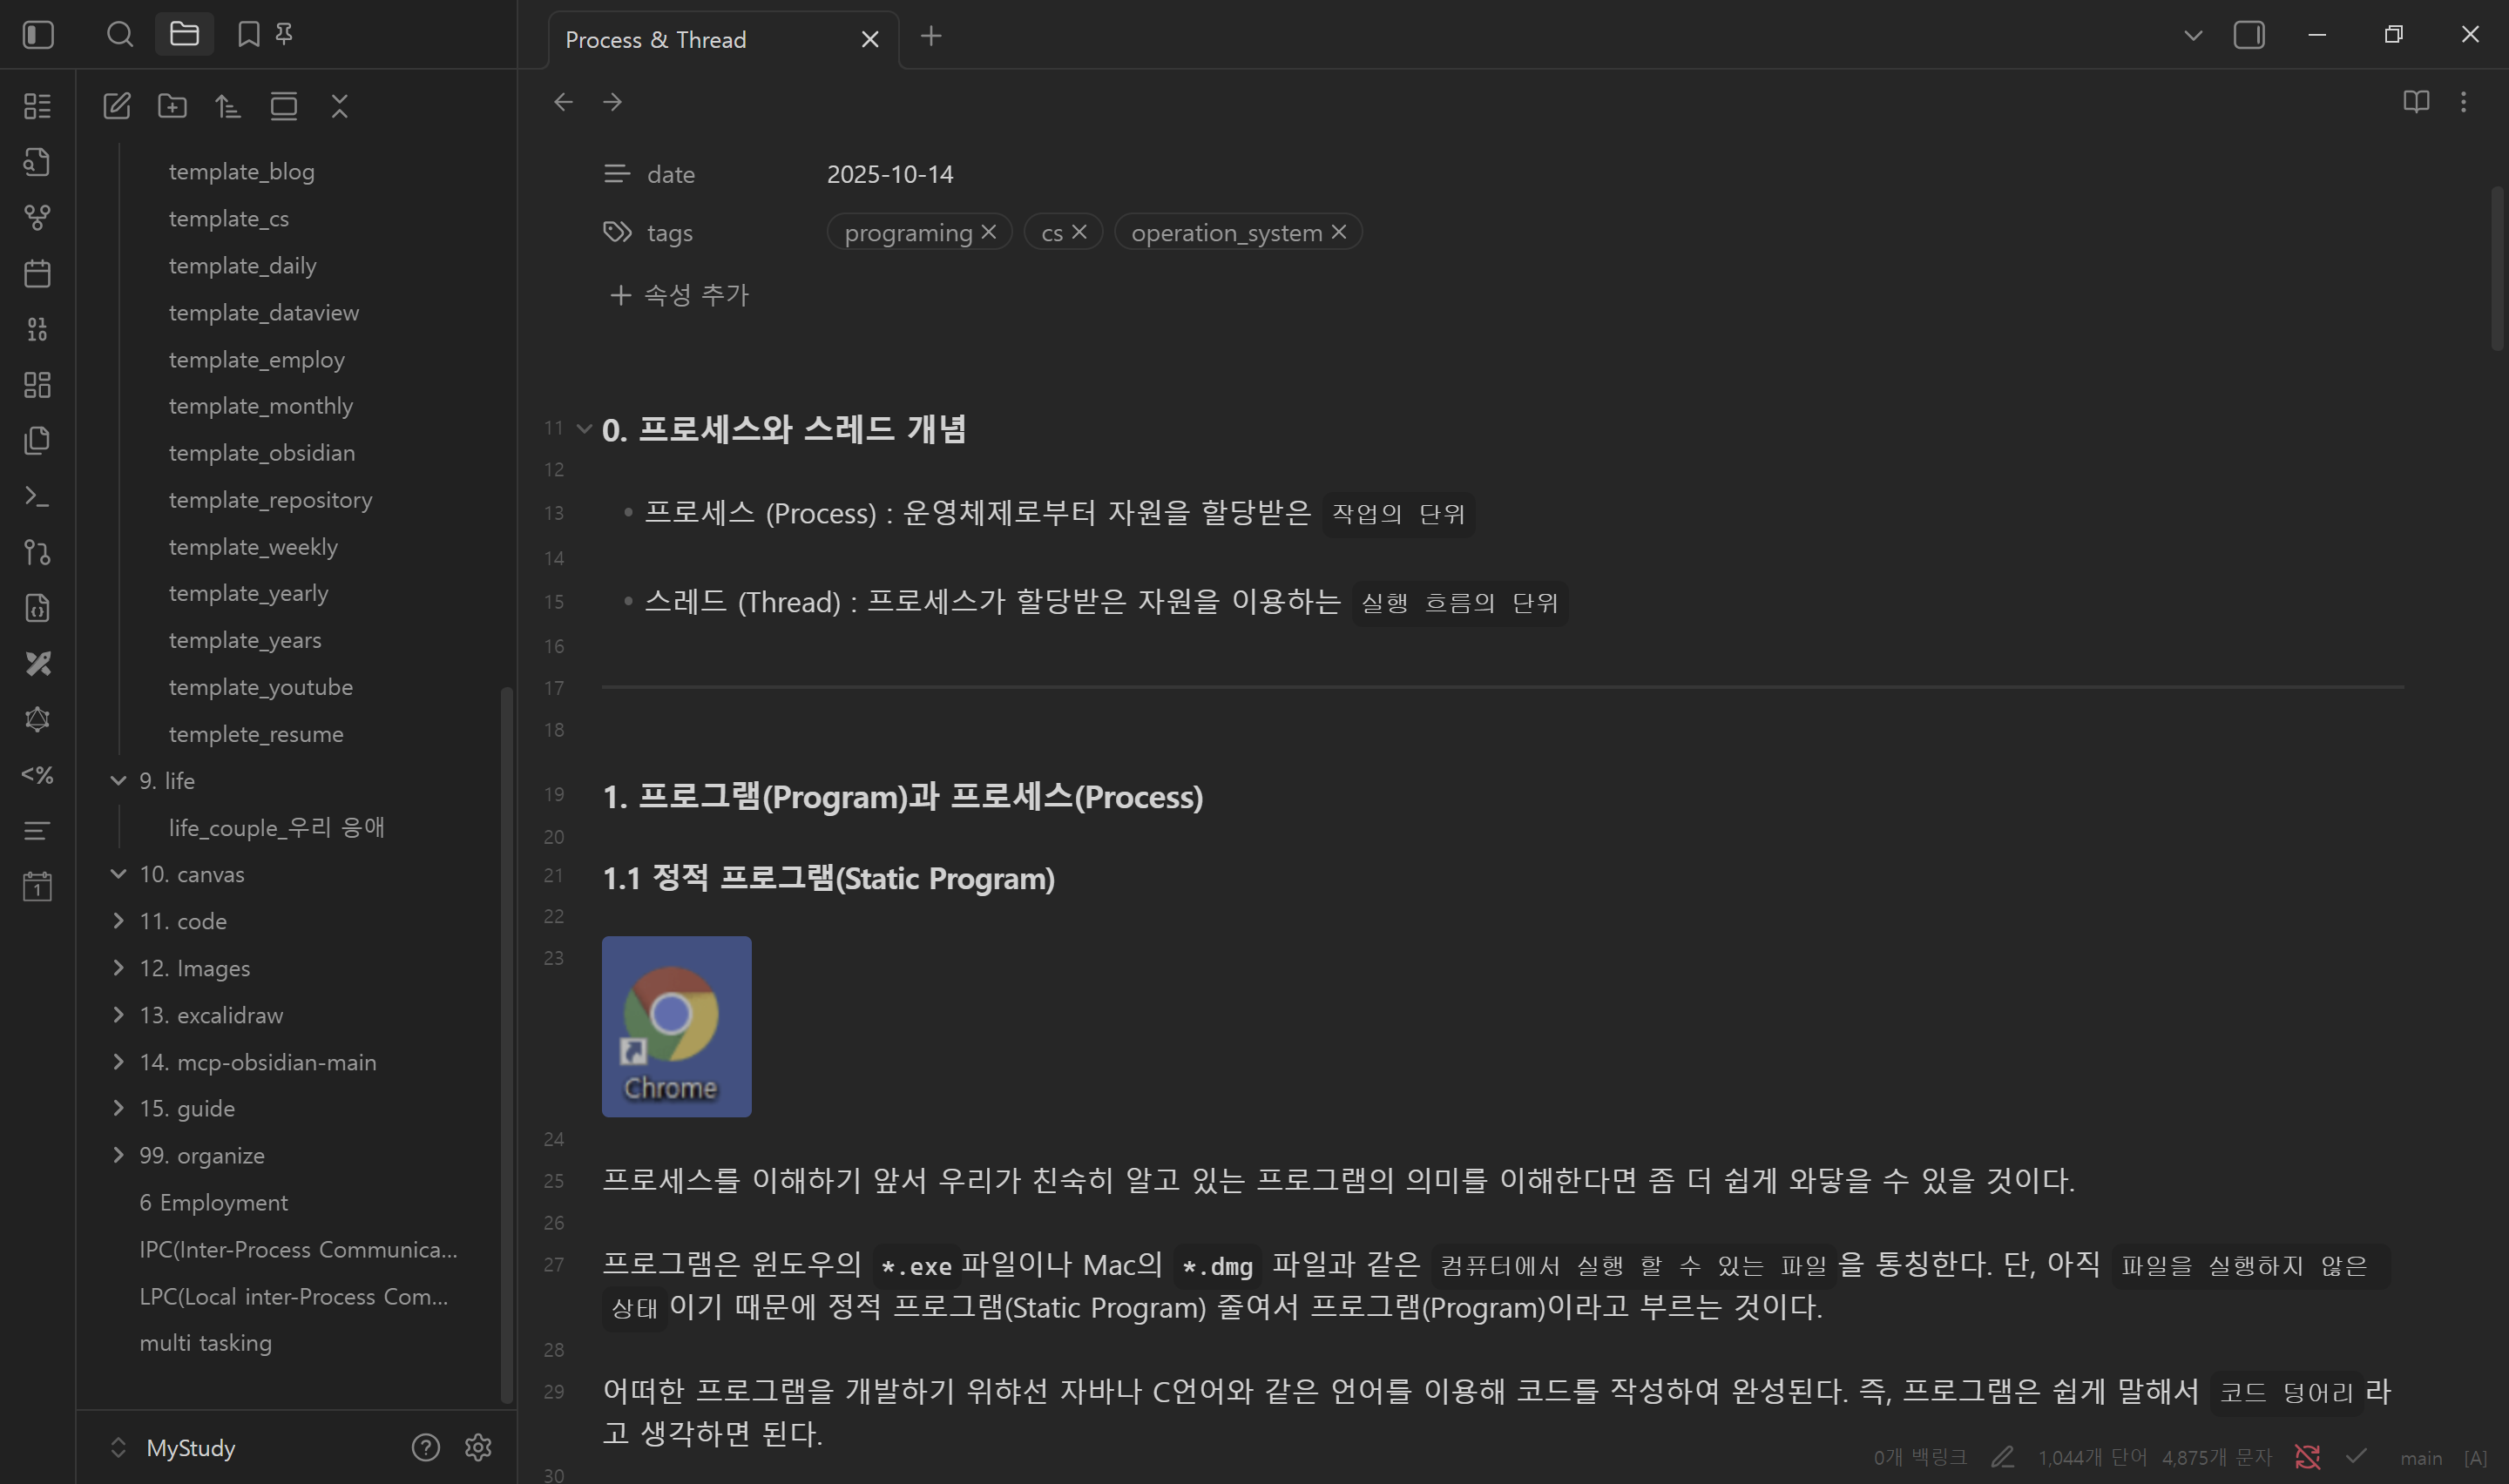 Process & Thread
template_blog
template_cs
template_daily
template_dataview
template_employ
template_monthly
template_obsidian
template_repository
template_weekly
template_yearly
template_years
template_youtube
templete_resume
9. life
life_couple_우리 응애
10. canvas
11. code
12. Images
13. excalidraw
14. mcp-obsidian-main
15. guide
99. organize
6 Employment
IPC(Inter-Process Communica...
LPC(Local inter-Process Com...
multi tasking
MyStudy
date 2025-10-14
tags programing cs operation_system
속성 추가
11 0. 프로세스와 스레드 개념
12
13 프로세스 (Process) : 운영체제로부터 자원을 할당받은 작업의 단위
14
15 스레드 (Thread) : 프로세스가 할당받은 자원을 이용하는 실행 흐름의 단위
16
17
18
19 1. 프로그램(Program)과 프로세스(Process)
20
21 1.1 정적 프로그램(Static Program)
22
23
Chrome
24
25 프로세스를 이해하기 앞서 우리가 친숙히 알고 있는 프로그램의 의미를 이해한다면 좀 더 쉽게 와닿을 수 있을 것이다.
26
27 프로그램은 윈도우의 *.exe 파일이나 Mac의 *.dmg 파일과 같은 컴퓨터에서 실행 할 수 있는 파일 을 통칭한다. 단, 아직 파일을 실행하지 않은
상태 이기 때문에 정적 프로그램(Static Program) 줄여서 프로그램(Program)이라고 부르는 것이다.
28
29 어떠한 프로그램을 개발하기 위햐선 자바나 C언어와 같은 언어를 이용해 코드를 작성하여 완성된다. 즉, 프로그램은 쉽게 말해서 코드 덩어리 라
고 생각하면 된다.
30
0개 백링크 1,044개 단어 4,875개 문자 main [A]